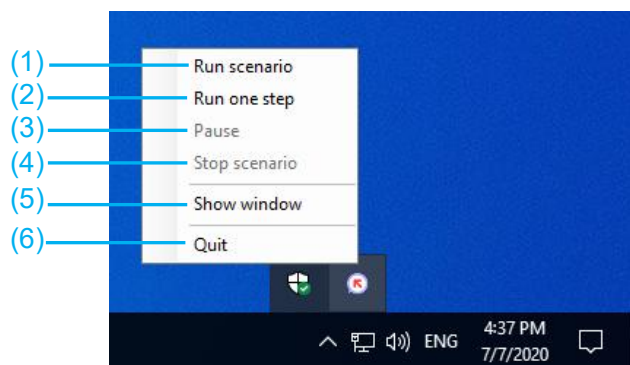 (1) Run scenario
(2) Run one step
(3) Pause
(4) Stop scenario
(5) Show window
(6) Quit
ENG 4:37 PM
7/7/2020